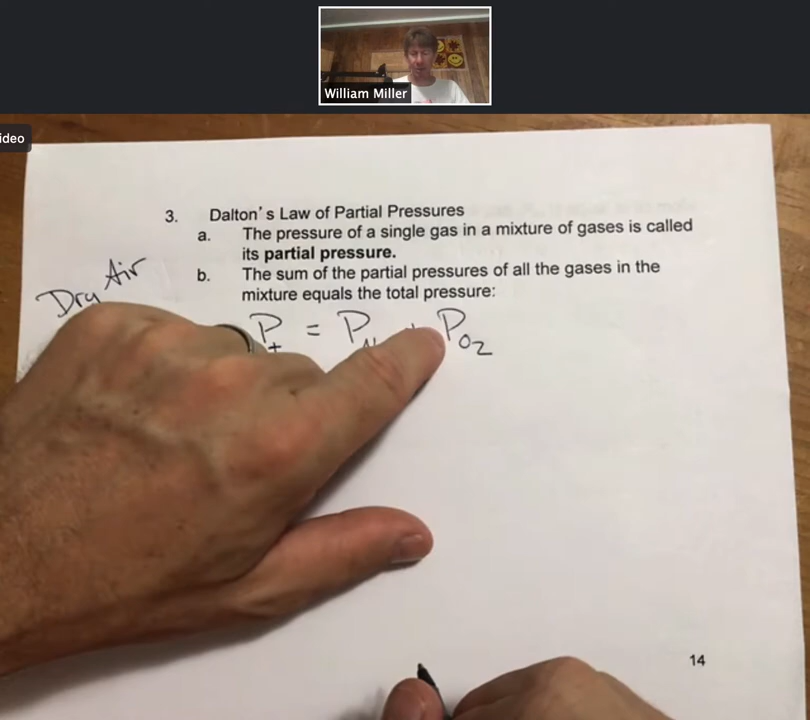 William Miller
ideo
3. Dalton's Law of Partial Pressures
a. The pressure of a single gas in a mixture of gases is called
its partial pressure.
b. The sum of the partial pressures of all the gases in the
mixture equals the total pressure:
Dry Air
Pt = P + PO2
14